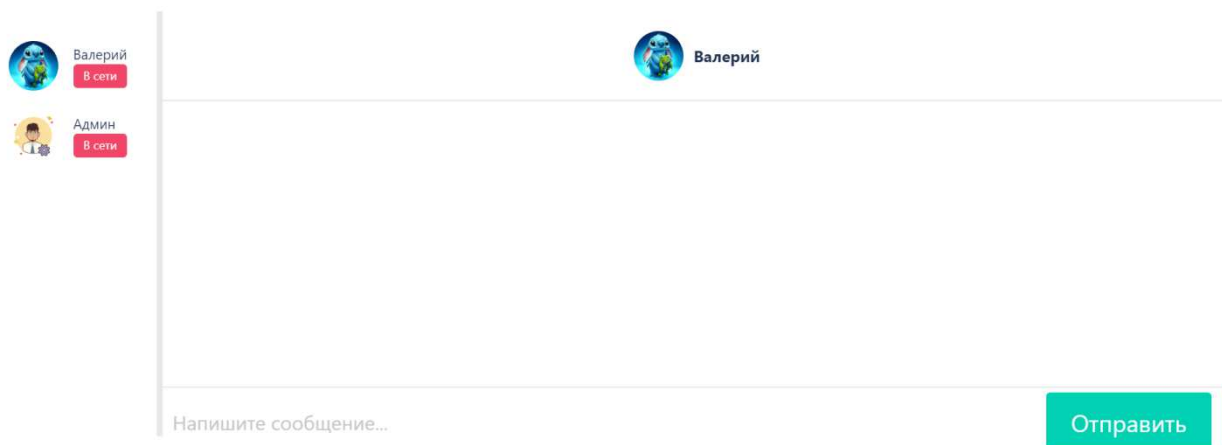 Валерий
В сети
Админ
В сети
Валерий
Напишите сообщение...
Отправить